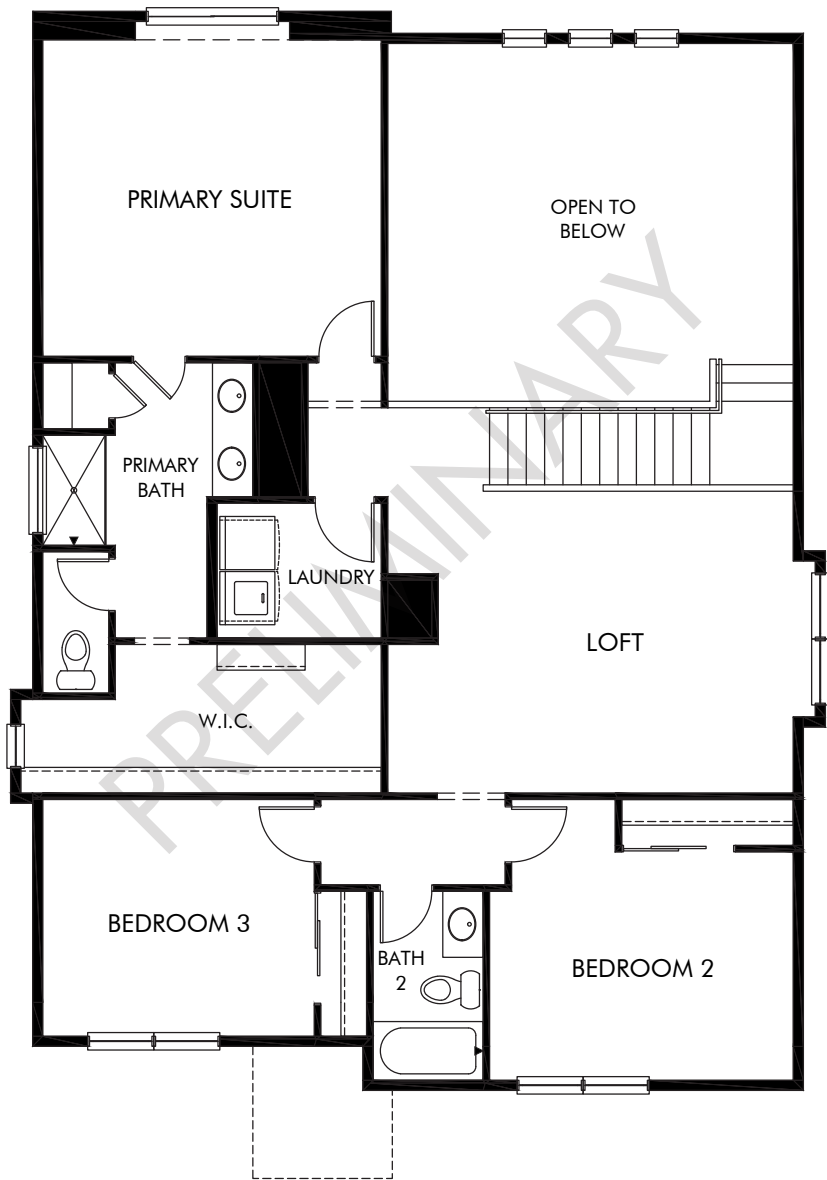 PRIMARY SUITE
OPEN TO
BELOW
PRIMARY
BATH
LAUNDRY
LOFT
W.I.C.
BEDROOM 3
BATH
2
BEDROOM 2
PRELIMINARY